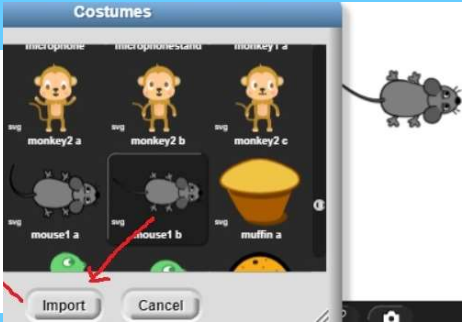 Costumes
microphone microphonestand monkey1 a
svg svg svg
monkey2 a monkey2 b monkey2 c
svg svg svg
mouse1 a mouse1 b muffin a
Import Cancel